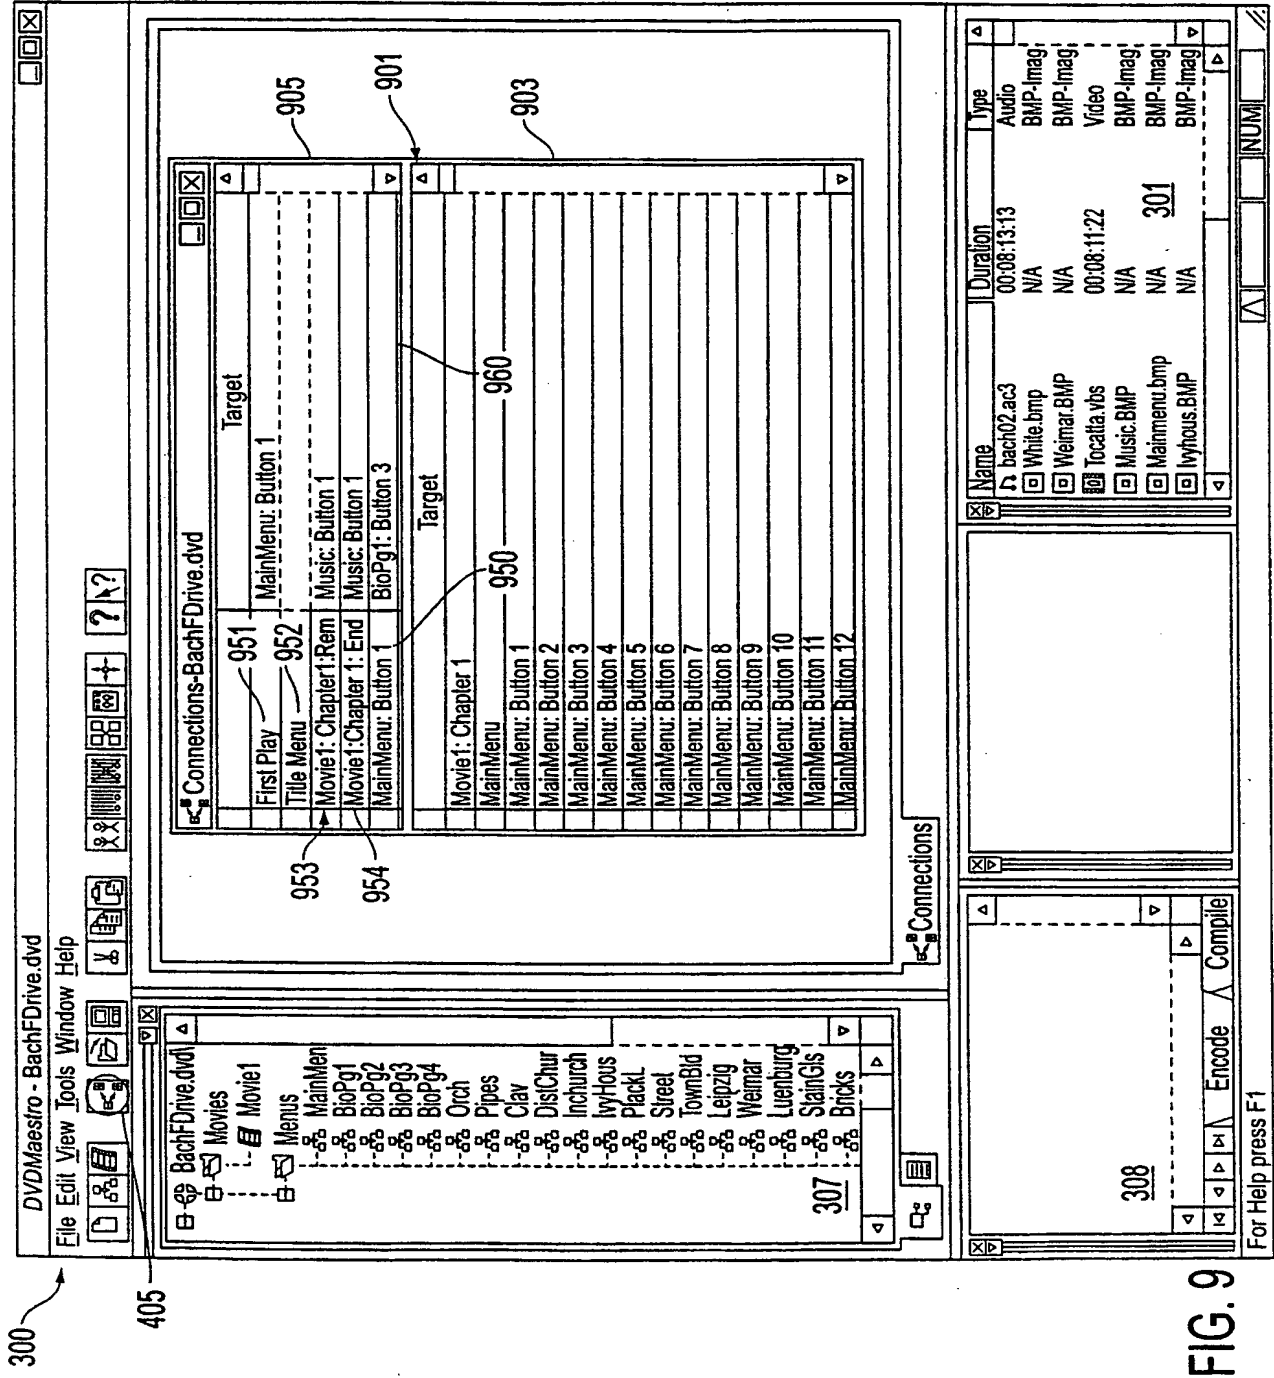 300
DVDMaestro - BachFDrive.dvd
File Edit View Tools Window Help
405
BachFDrive.dvd\
Movies
Movie1
Menus
MainMen
BioPg1
BioPg2
BioPg3
BioPg4
Orch
Pipes
Clav
DistChur
Inchurch
IvyHous
PlackL
Street
TownBld
Leipzig
Weimar
Luenburg
StainGls
Bricks
307
Connections-BachFDrive.dvd
Target
First Play 951 MainMenu: Button 1
Title Menu 952
Movie1: Chapter1:Rem Music: Button 1
Movie1:Chapter 1: End Music: Button 1
MainMenu: Button 1 BioPg1: Button 3
953
954
905
901
903
960
950
Target
Movie1: Chapter 1
MainMenu
MainMenu: Button 1
MainMenu: Button 2
MainMenu: Button 3
MainMenu: Button 4
MainMenu: Button 5
MainMenu: Button 6
MainMenu: Button 7
MainMenu: Button 8
MainMenu: Button 9
MainMenu: Button 10
MainMenu: Button 11
MainMenu: Button 12
Connections
308
Encode Compile
Name Duration Type
bach02.ac3 00:08:13:13 Audio
White.bmp N/A BMP-Imag
Weimar.BMP N/A BMP-Imag
Tocatta.vbs 00:08:11:22 Video
Music.BMP N/A BMP-Imag
Mainmenu.bmp N/A BMP-Imag
Ivyhous.BMP N/A BMP-Imag
301
For Help press F1
NUM
FIG. 9